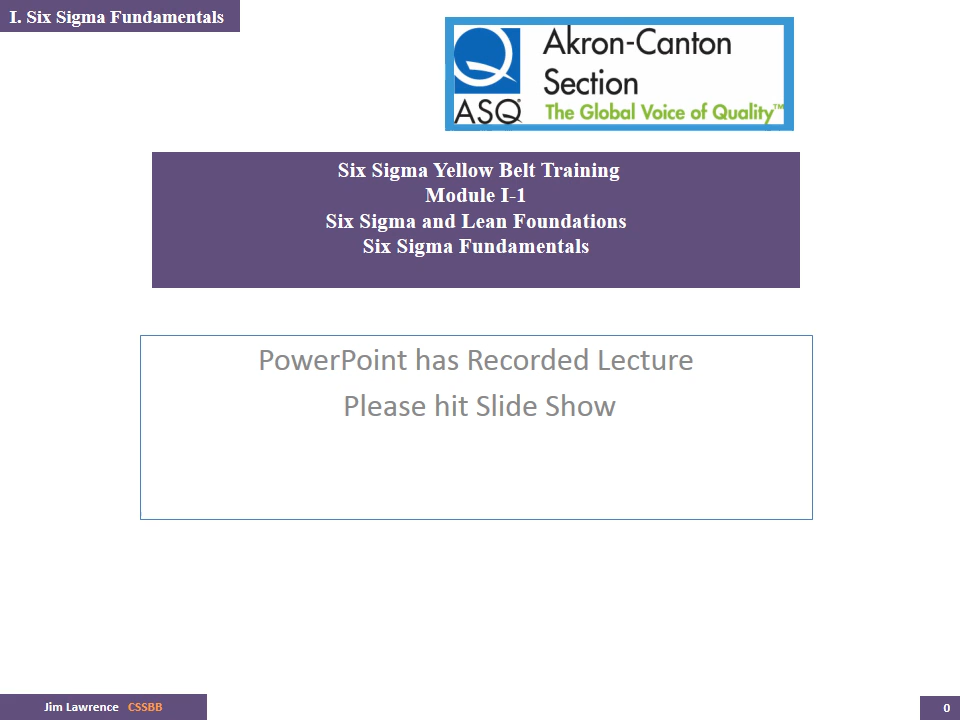 I. Six Sigma Fundamentals
Akron-Canton
Section
ASQ®
The Global Voice of Quality™
Six Sigma Yellow Belt Training
Module I-1
Six Sigma and Lean Foundations
Six Sigma Fundamentals
PowerPoint has Recorded Lecture
Please hit Slide Show
Jim Lawrence CSSBB
0